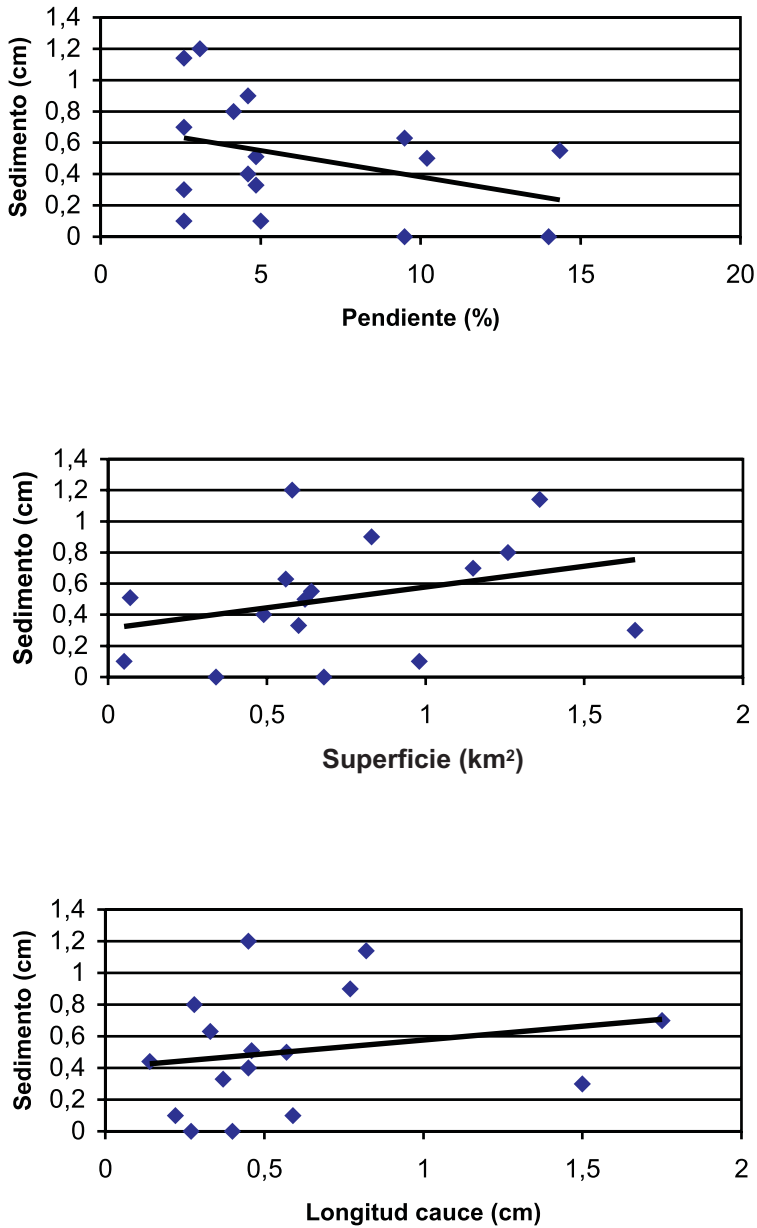 1,4
1,2
1
0,8
0,6
0,4
0,2
0
Sedimento (cm)
0 5 10 15 20
Pendiente (%)
1,4
1,2
1
0,8
0,6
0,4
0,2
0
Sedimento (cm)
0 0,5 1 1,5 2
Superficie (km²)
1,4
1,2
1
0,8
0,6
0,4
0,2
0
Sedimento (cm)
0 0,5 1 1,5 2
Longitud cauce (cm)